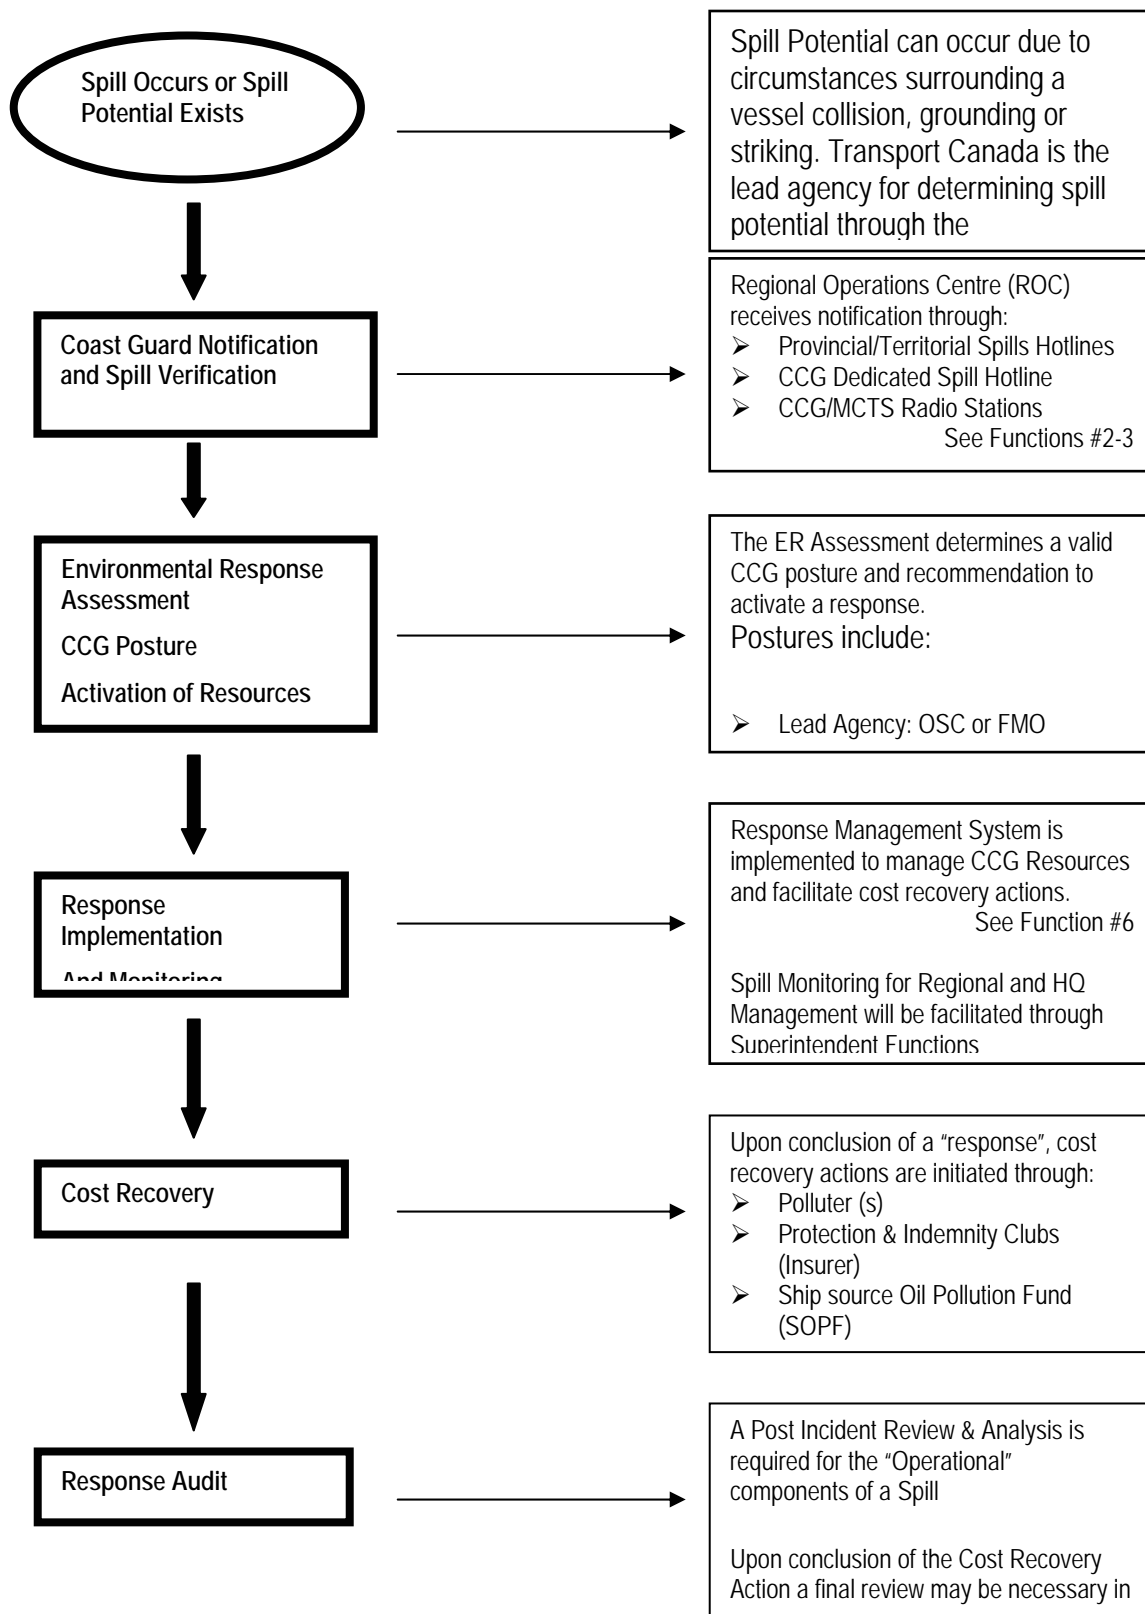 Spill Occurs or Spill
Potential Exists
Spill Potential can occur due to
circumstances surrounding a
vessel collision, grounding or
striking. Transport Canada is the
lead agency for determining spill
potential through the
Coast Guard Notification
and Spill Verification
Regional Operations Centre (ROC)
receives notification through:
➢ Provincial/Territorial Spills Hotlines
➢ CCG Dedicated Spill Hotline
➢ CCG/MCTS Radio Stations
See Functions #2-3
Environmental Response
Assessment
CCG Posture
Activation of Resources
The ER Assessment determines a valid
CCG posture and recommendation to
activate a response.
Postures include:
➢ Lead Agency: OSC or FMO
Response
Implementation
And Monitoring
Response Management System is
implemented to manage CCG Resources
and facilitate cost recovery actions.
See Function #6
Spill Monitoring for Regional and HQ
Management will be facilitated through
Superintendent Functions
Cost Recovery
Upon conclusion of a “response”, cost
recovery actions are initiated through:
➢ Polluter (s)
➢ Protection & Indemnity Clubs
(Insurer)
➢ Ship source Oil Pollution Fund
(SOPF)
Response Audit
A Post Incident Review & Analysis is
required for the “Operational”
components of a Spill
Upon conclusion of the Cost Recovery
Action a final review may be necessary in